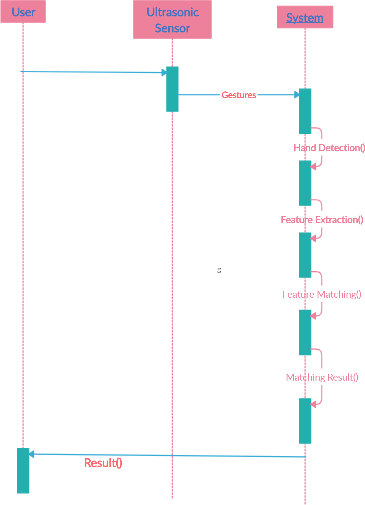 User
Ultrasonic
Sensor
System
Gestures
Hand Detection()
Feature Extraction()
Feature Matching()
Matching Result()
Result()